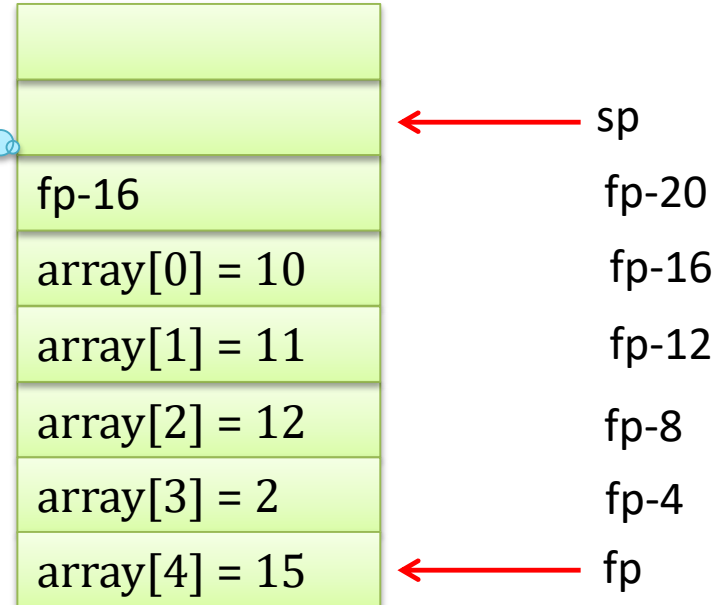 sp
fp-16 fp-20
array[0] = 10 fp-16
array[1] = 11 fp-12
array[2] = 12 fp-8
array[3] = 2 fp-4
array[4] = 15 fp